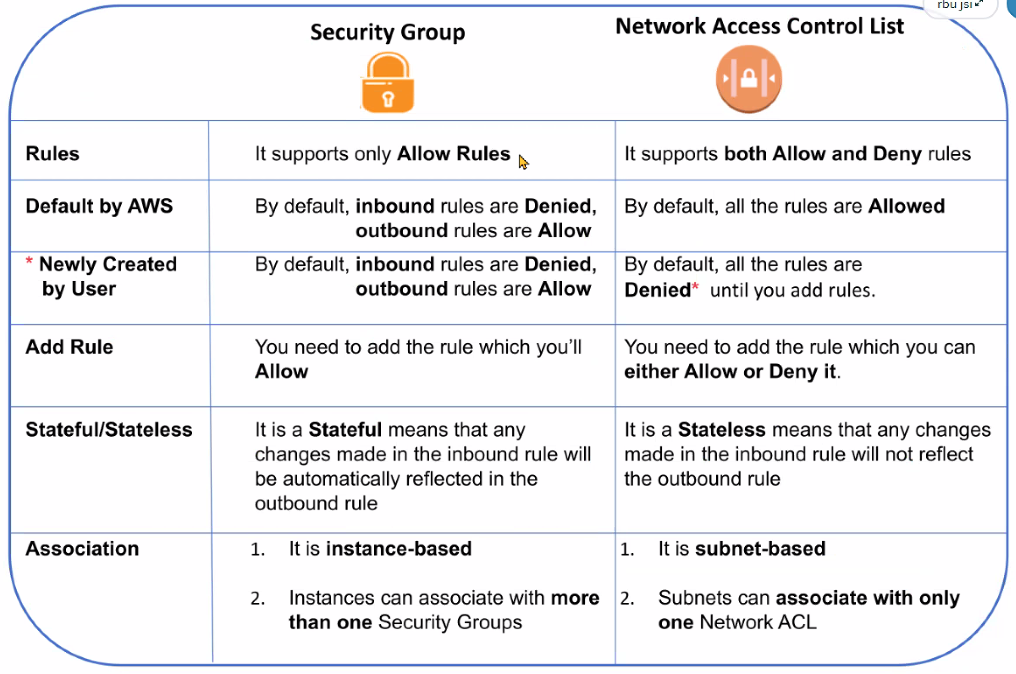 rbu jsi
Security Group
Network Access Control List
Rules
It supports only Allow Rules
It supports both Allow and Deny rules
Default by AWS
By default, inbound rules are Denied,
outbound rules are Allow
By default, all the rules are Allowed
* Newly Created
by User
By default, inbound rules are Denied,
outbound rules are Allow
By default, all the rules are
Denied* until you add rules.
Add Rule
You need to add the rule which you'll
Allow
You need to add the rule which you can
either Allow or Deny it.
Stateful/Stateless
It is a Stateful means that any
changes made in the inbound rule will
be automatically reflected in the
outbound rule
It is a Stateless means that any changes
made in the inbound rule will not reflect
the outbound rule
Association
1. It is instance-based
2. Instances can associate with more
than one Security Groups
1. It is subnet-based
2. Subnets can associate with only
one Network ACL